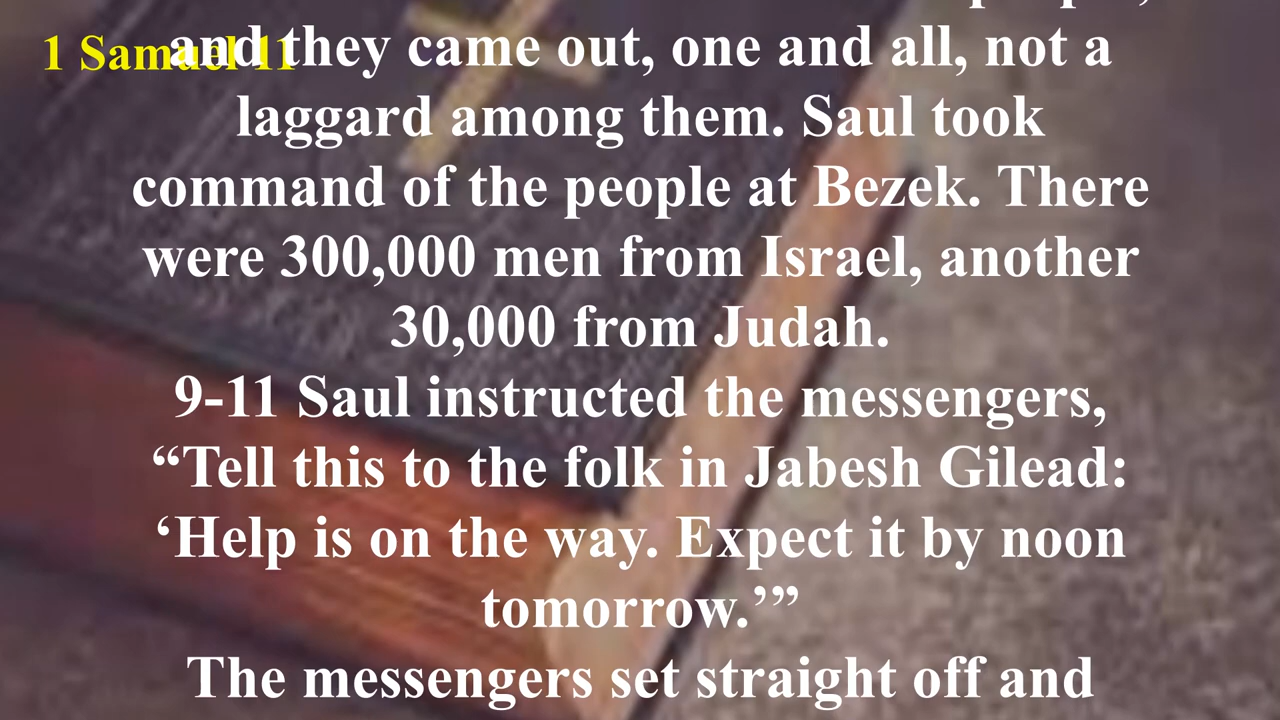 1 Samuel 11
and they came out, one and all, not a
laggard among them. Saul took
command of the people at Bezek. There
were 300,000 men from Israel, another
30,000 from Judah.
9-11 Saul instructed the messengers,
“Tell this to the folk in Jabesh Gilead:
‘Help is on the way. Expect it by noon
tomorrow.’”
The messengers set straight off and